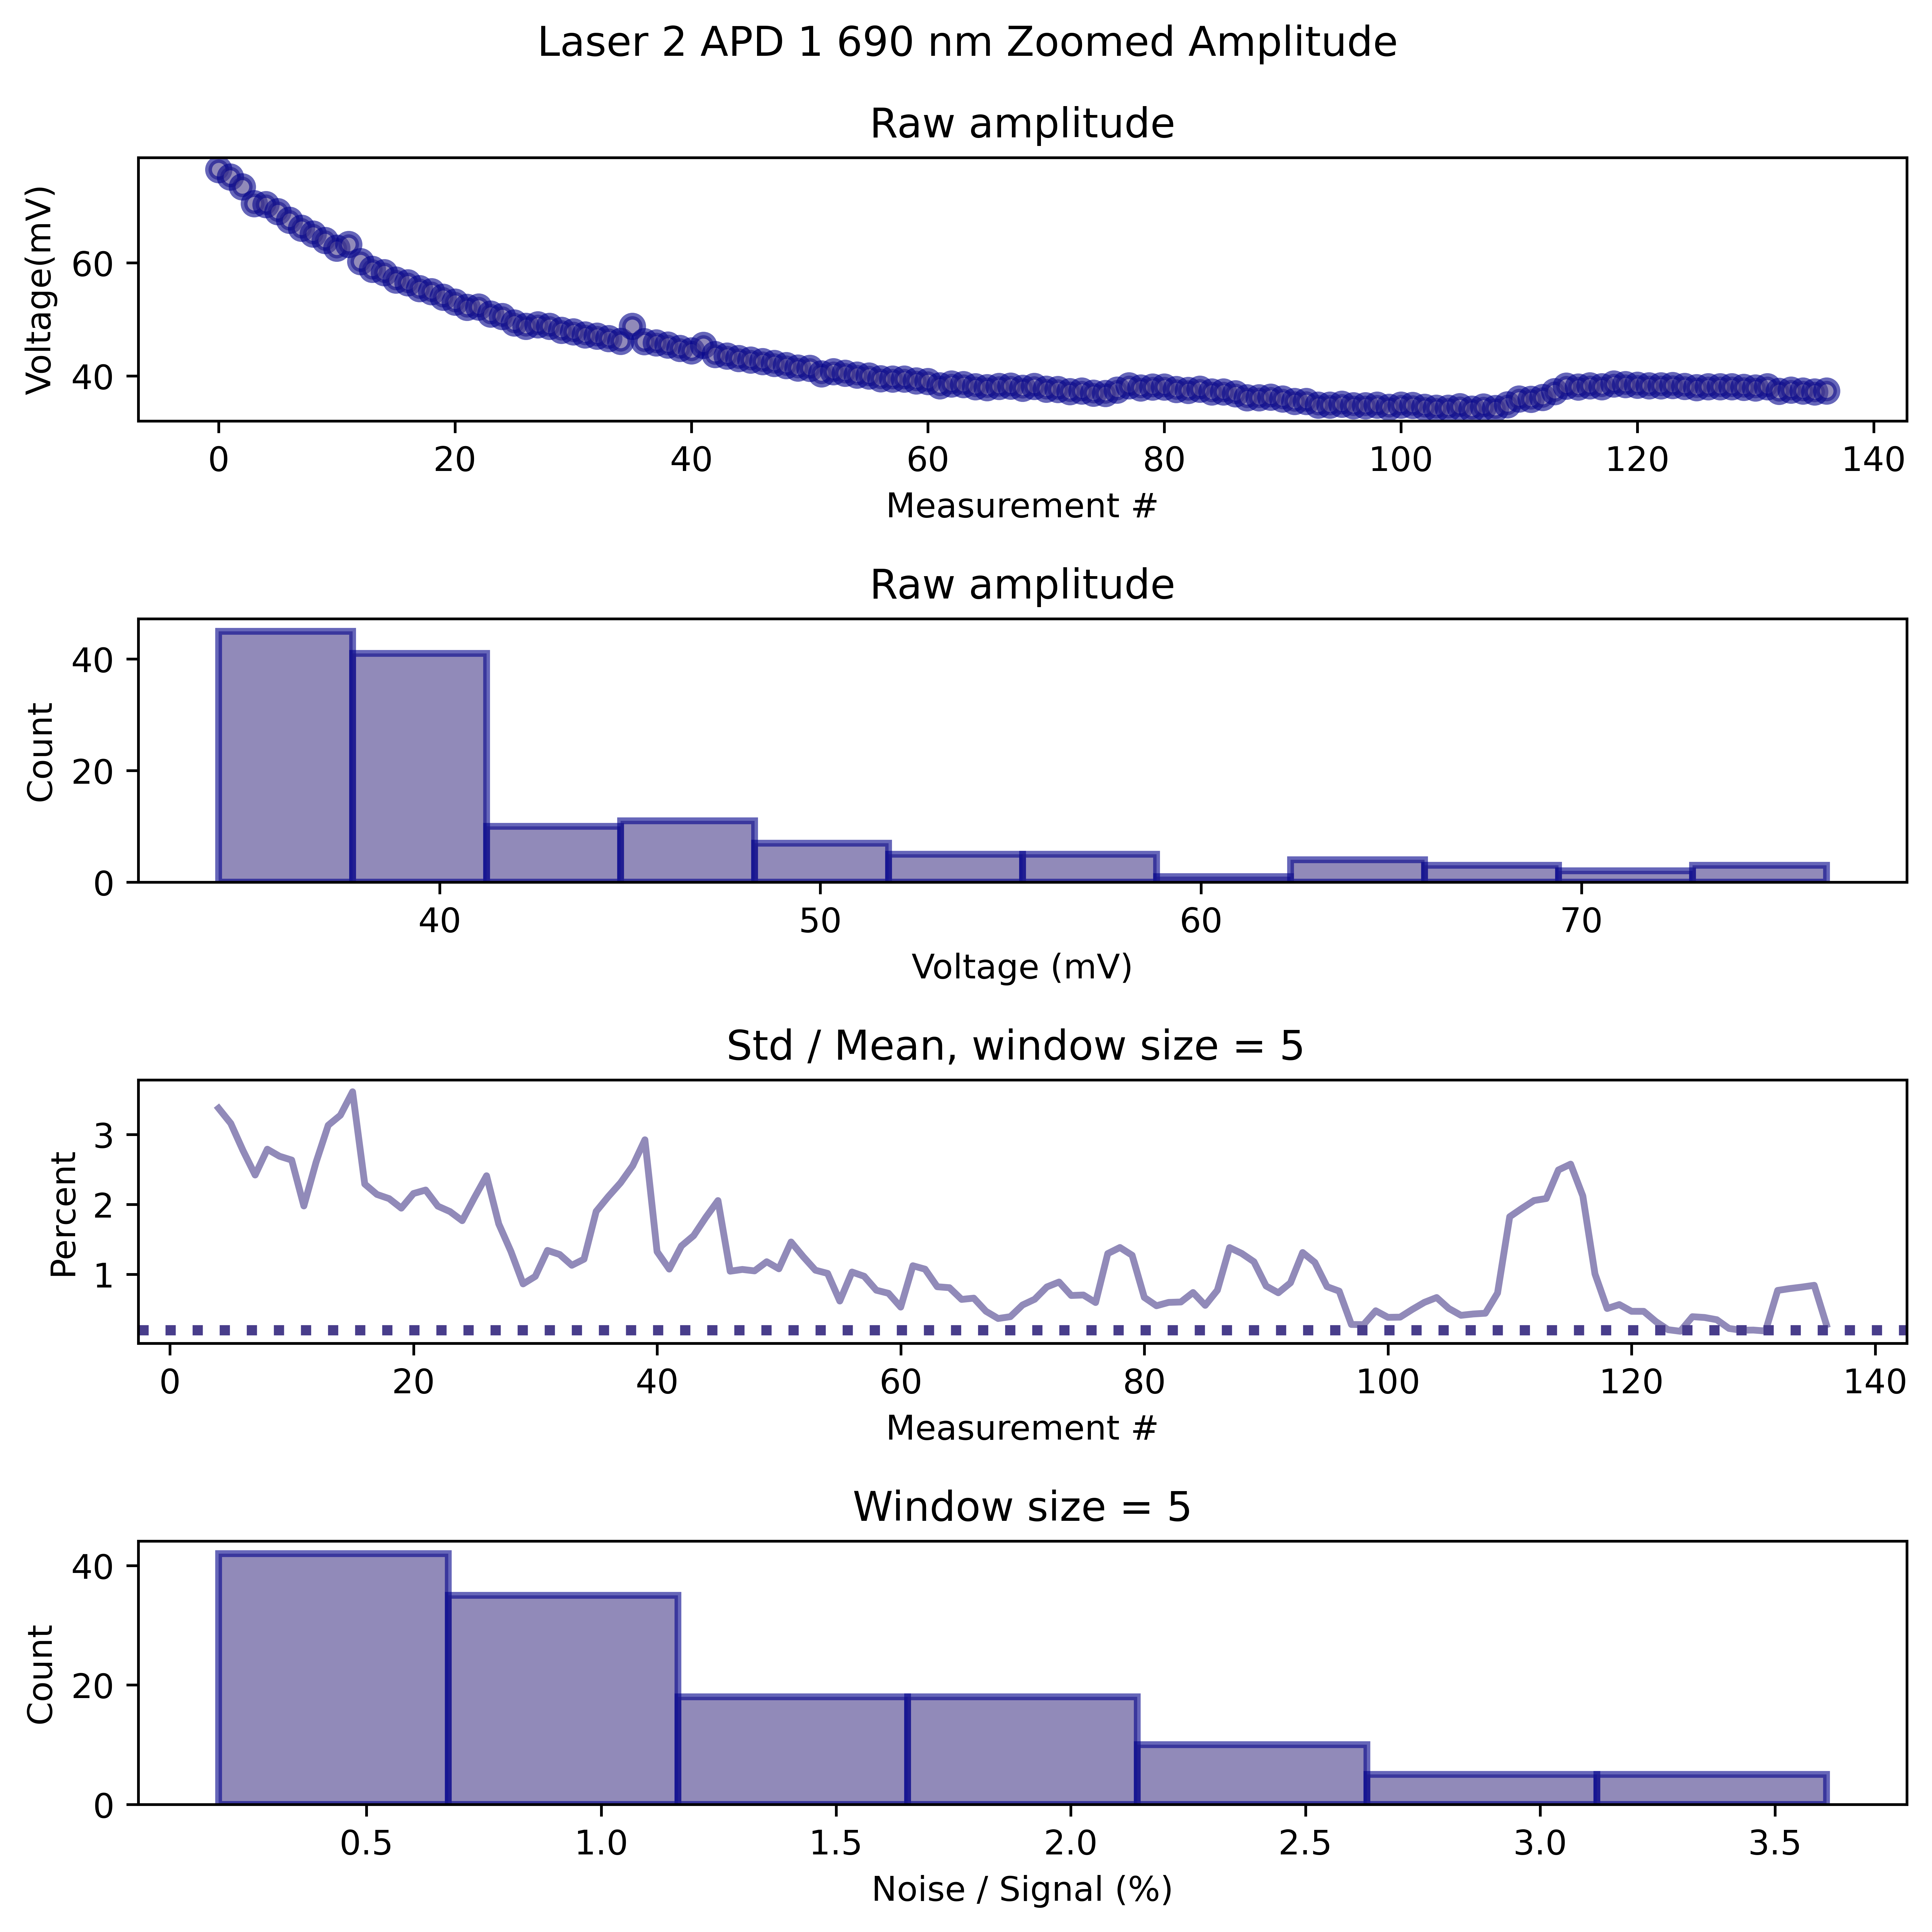 Laser 2 APD 1 690 nm Zoomed Amplitude
Raw amplitude
Voltage(mV)
60
40
0 20 40 60 80 100 120 140
Measurement #
Raw amplitude
Count
40
20
0
40 50 60 70
Voltage (mV)
Std / Mean, window size = 5
Percent
3
2
1
0 20 40 60 80 100 120 140
Measurement #
Window size = 5
Count
40
20
0
0.5 1.0 1.5 2.0 2.5 3.0 3.5
Noise / Signal (%)